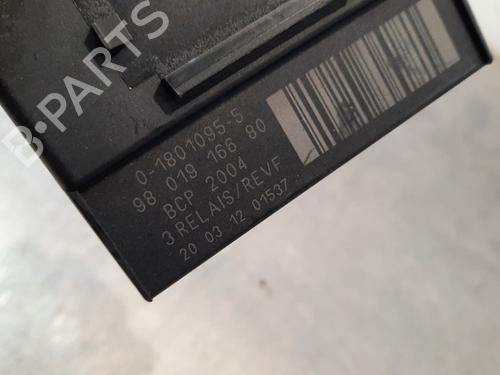 B-PARTS
0-1801095-5
98 019 166 80
BCP 2004
3 RELAIS/REVF
20 03 12 01537